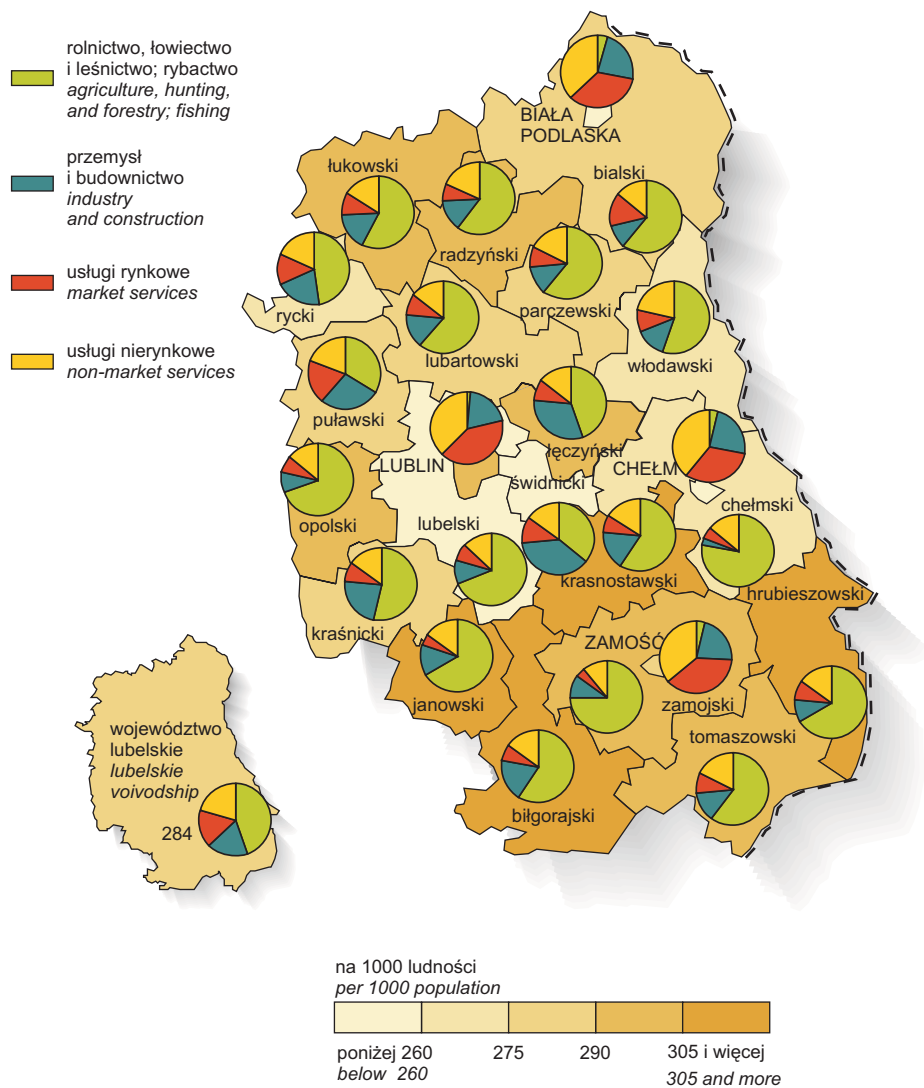 rolnictwo, łowiectwo
i leśnictwo; rybactwo
agriculture, hunting,
and forestry; fishing
przemysł
i budownictwo
industry
and construction
usługi rynkowe
market services
usługi nierynkowe
non-market services
BIAŁA
PODLASKA
łukowski
bialski
radzyński
rycki
parczewski
lubartowski
włodawski
puławski
łęczyński
LUBLIN
CHEŁM
świdnicki
chełmski
opolski
lubelski
krasnostawski
hrubieszowski
kraśnicki
ZAMOŚĆ
janowski
zamojski
tomaszowski
biłgorajski
województwo
lubelskie
lubelskie
voivodship
284
na 1000 ludności
per 1000 population
poniżej 260 275 290 305 i więcej
below 260 305 and more